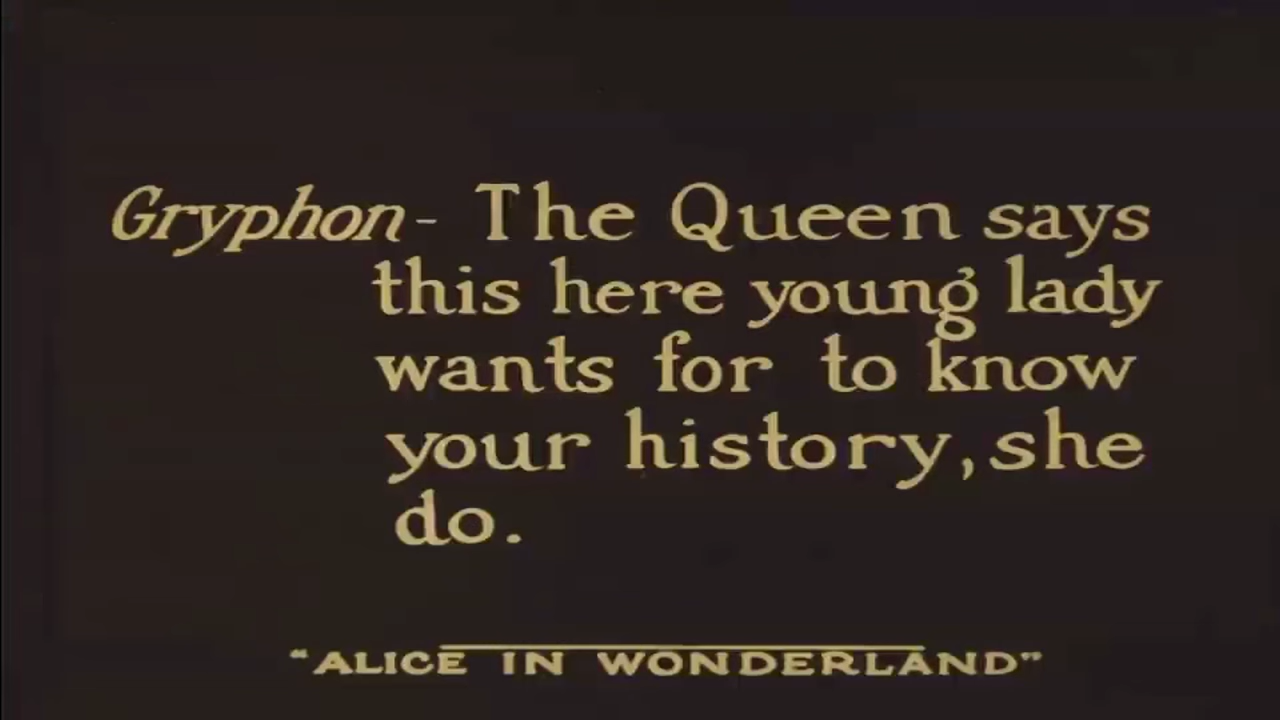 Gryphon- The Queen says
this here young lady
wants for to know
your history, she
do.
"ALICE IN WONDERLAND"